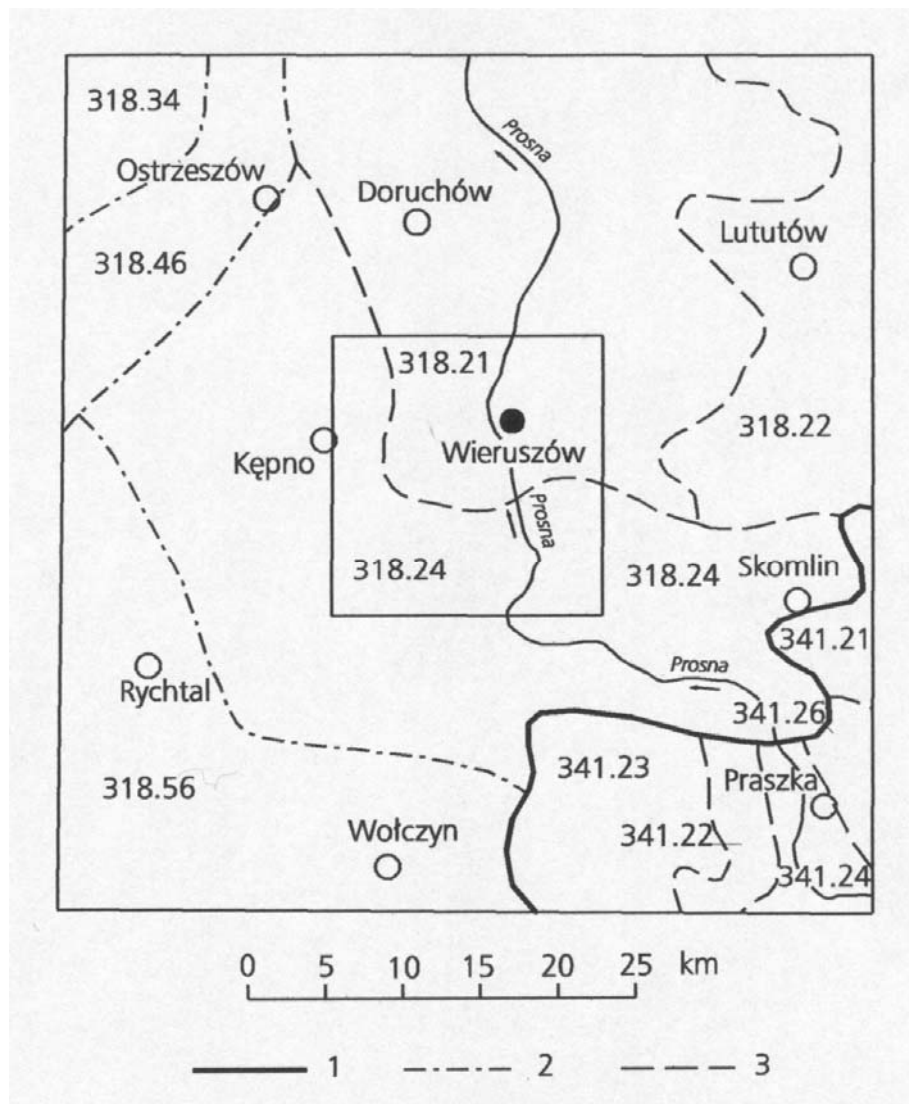 318.34
Prosna
Ostrzeszów
Doruchów
Lututów
318.46
318.21
318.22
Wieruszów
Kępno
Prosna
318.24
318.24
Skomlin
341.21
Prosna
Rychtal
341.26
341.23
Praszka
318.56
341.22
Wołczyn
341.24
0 5 10 15 20 25 km
1 2 3